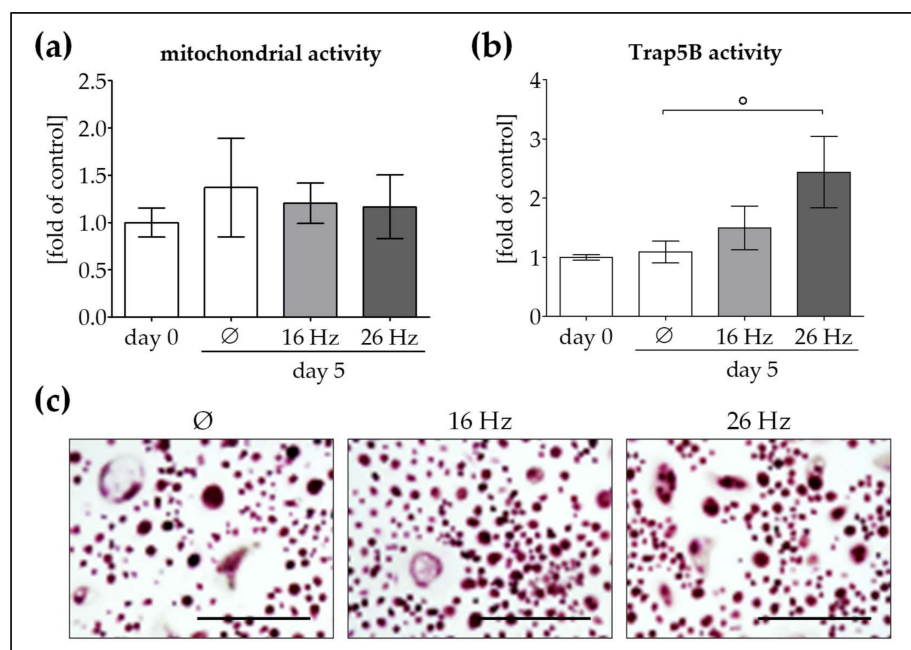 (a)
mitochondrial activity
[fold of control]
2.5
2.0
1.5
1.0
0.5
0.0
day 0
Ø
16 Hz
26 Hz
day 5
(b)
Trap5B activity
[fold of control]
4
3
2
1
0
°
day 0
Ø
16 Hz
26 Hz
day 5
(c)
Ø
16 Hz
26 Hz